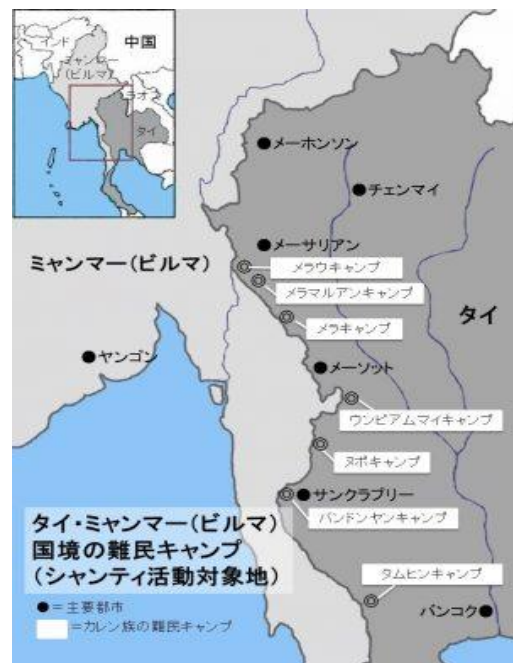 中国
インド
ミャンマー
(ビルマ)
ラオス
タイ
●メーホンソン
●チェンマイ
●メーサリアン
ミャンマー(ビルマ)
メラウキャンプ
メラマルアンキャンプ
タイ
メラキャンプ
●ヤンゴン
●メーソット
ウンピアムマイキャンプ
ヌポキャンプ
●サンクラブリー
バンドンヤンキャンプ
タイ・ミャンマー(ビルマ)
国境の難民キャンプ
(シャンティ活動対象地)
タムヒンキャンプ
●=主要都市
バンコク●
=カレン族の難民キャンプ